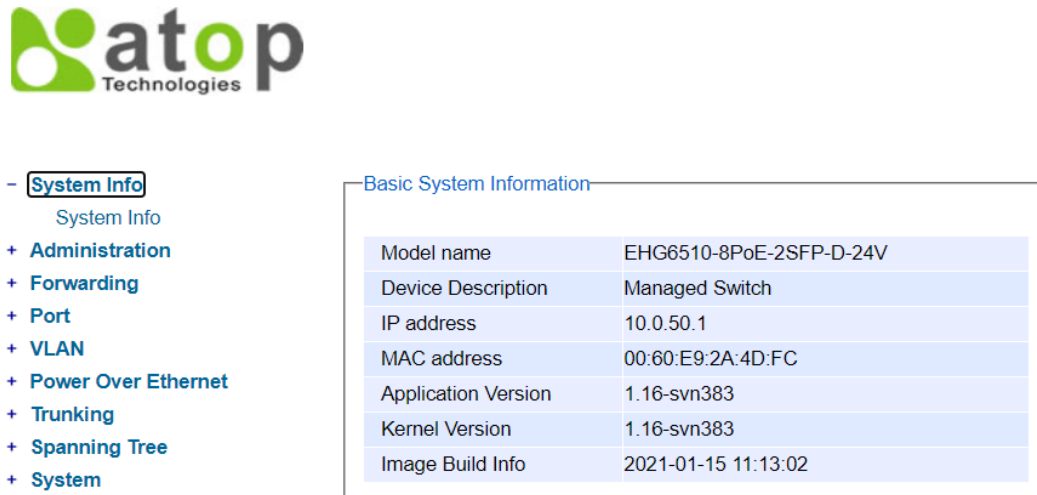 atop
Technologies
− System Info
System Info
+ Administration
+ Forwarding
+ Port
+ VLAN
+ Power Over Ethernet
+ Trunking
+ Spanning Tree
+ System
Basic System Information
Model name EHG6510-8PoE-2SFP-D-24V
Device Description Managed Switch
IP address 10.0.50.1
MAC address 00:60:E9:2A:4D:FC
Application Version 1.16-svn383
Kernel Version 1.16-svn383
Image Build Info 2021-01-15 11:13:02